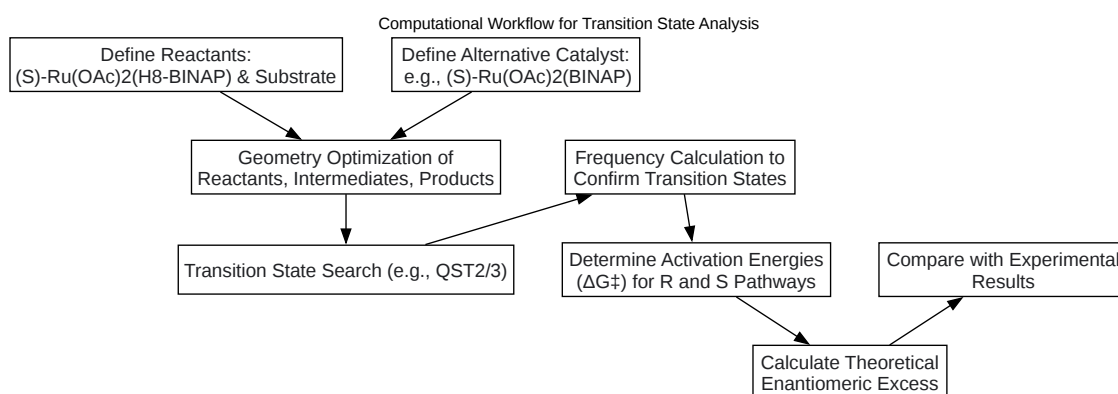 Computational Workflow for Transition State Analysis
Define Reactants:
(S)-Ru(OAc)2(H8-BINAP) & Substrate
Define Alternative Catalyst:
e.g., (S)-Ru(OAc)2(BINAP)
Geometry Optimization of
Reactants, Intermediates, Products
Frequency Calculation to
Confirm Transition States
Transition State Search (e.g., QST2/3)
Determine Activation Energies
(ΔG‡) for R and S Pathways
Compare with Experimental
Results
Calculate Theoretical
Enantiomeric Excess